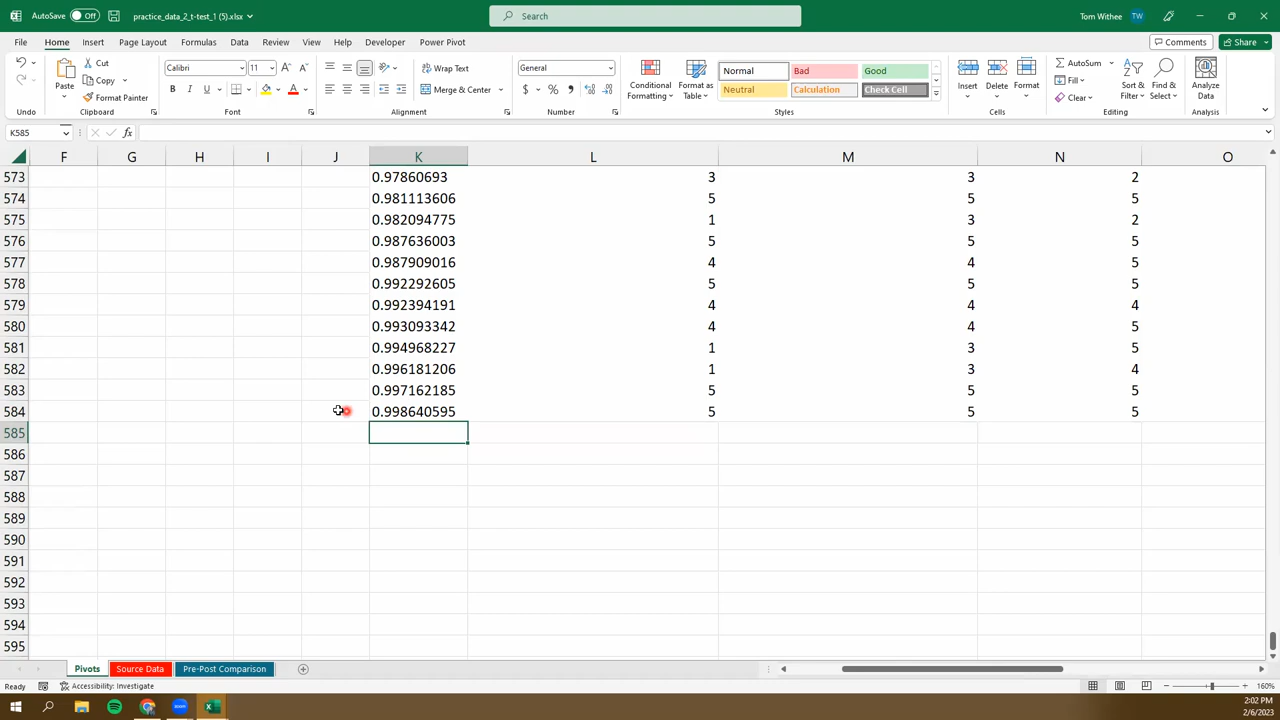 AutoSave Off practice_data_2_t-test_1 (5).xlsx Search Tom Withee TW
File Home Insert Page Layout Formulas Data Review View Help Developer Power Pivot Comments Share
Paste Cut Copy Format Painter Calibri 11 Wrap Text Merge & Center General Conditional Formatting Format as Table Normal Bad Good Insert Delete Format AutoSum Fill Clear Sort & Filter Find & Select Analyze Data
Neutral Calculation Check Cell
Undo Clipboard Font Alignment Number Styles Cells Editing Analysis
K585 fx
F G H I J K L M N O
573 0.97860693 3 3 2
574 0.981113606 5 5 5
575 0.982094775 1 3 2
576 0.987636003 5 5 5
577 0.987909016 4 4 5
578 0.992292605 5 5 5
579 0.992394191 4 4 4
580 0.993093342 4 4 5
581 0.994968227 1 3 5
582 0.996181206 1 3 4
583 0.997162185 5 5 5
584 0.998640595 5 5 5
585
586
587
588
589
590
591
592
593
594
595
Pivots Source Data Pre-Post Comparison
Ready Accessibility: Investigate 160%
2:02 PM
2/6/2023